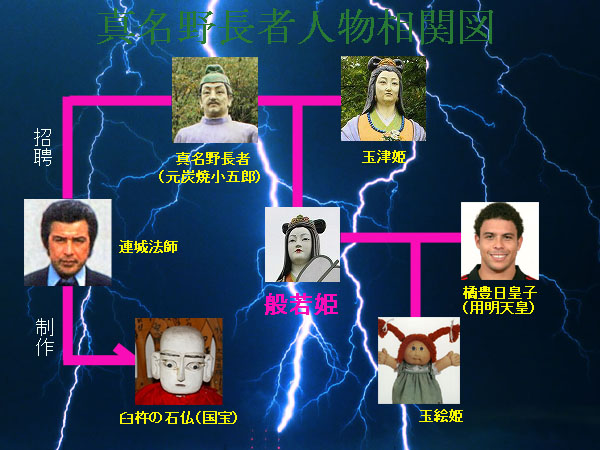 真名野長者人物相関図
招聘
真名野長者
（元炭焼小五郎）
玉津姫
連城法師
般若姫
橘豊日皇子
（用明天皇）
制作
臼杵の石仏（国宝）
玉絵姫